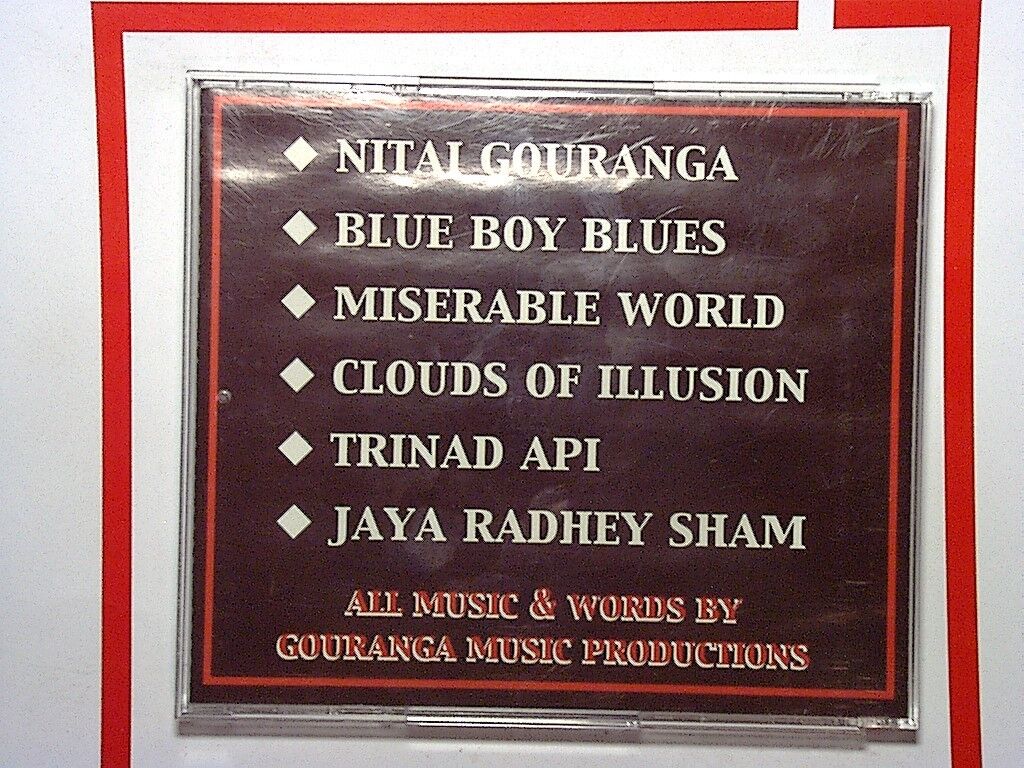 NITAI GOURANGA
BLUE BOY BLUES
MISERABLE WORLD
CLOUDS OF ILLUSION
TRINAD API
JAYA RADHEY SHAM
ALL MUSIC & WORDS BY
GOURANGA MUSIC PRODUCTIONS